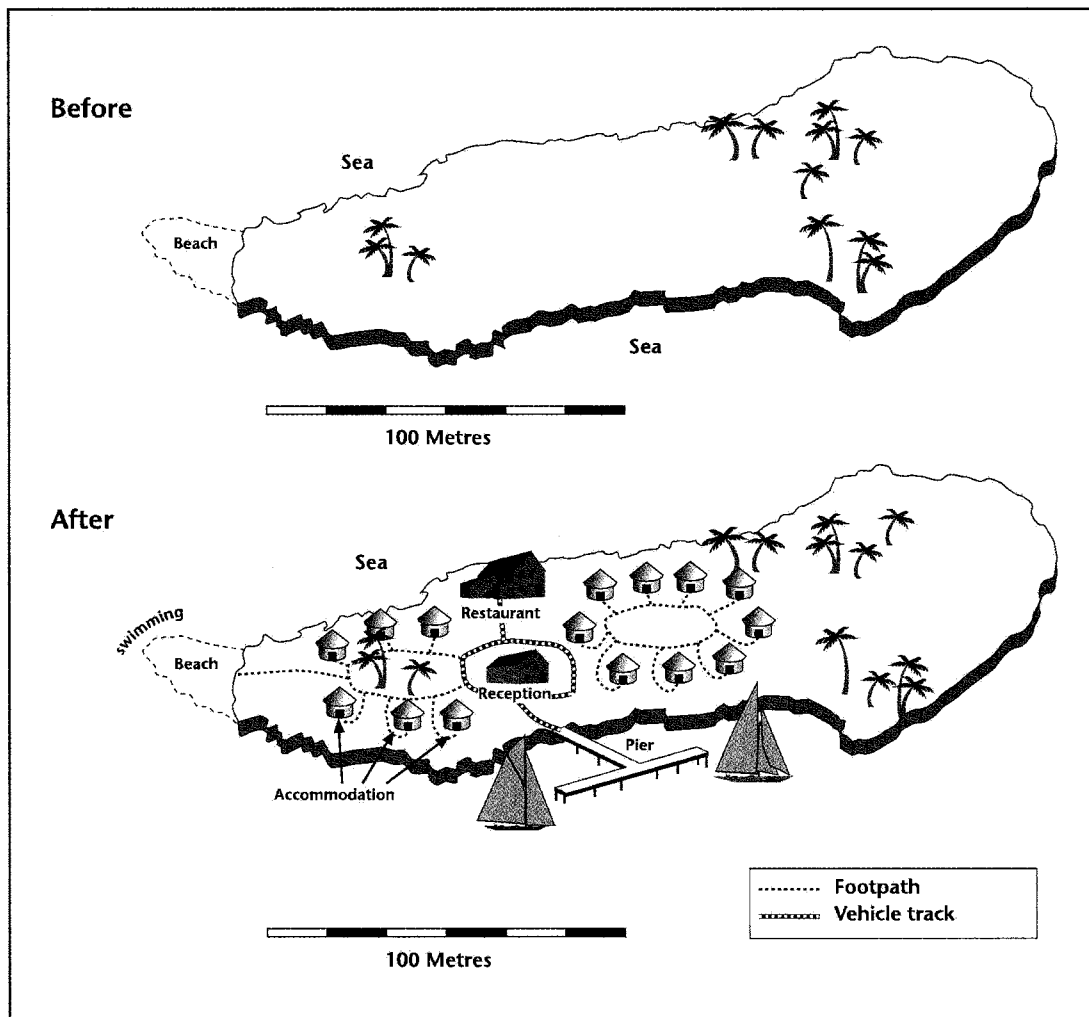 Before
Sea
Beach
Sea
100 Metres
After
Sea
swimming
Restaurant
Beach
Reception
Pier
Accommodation
Footpath
Vehicle track
100 Metres